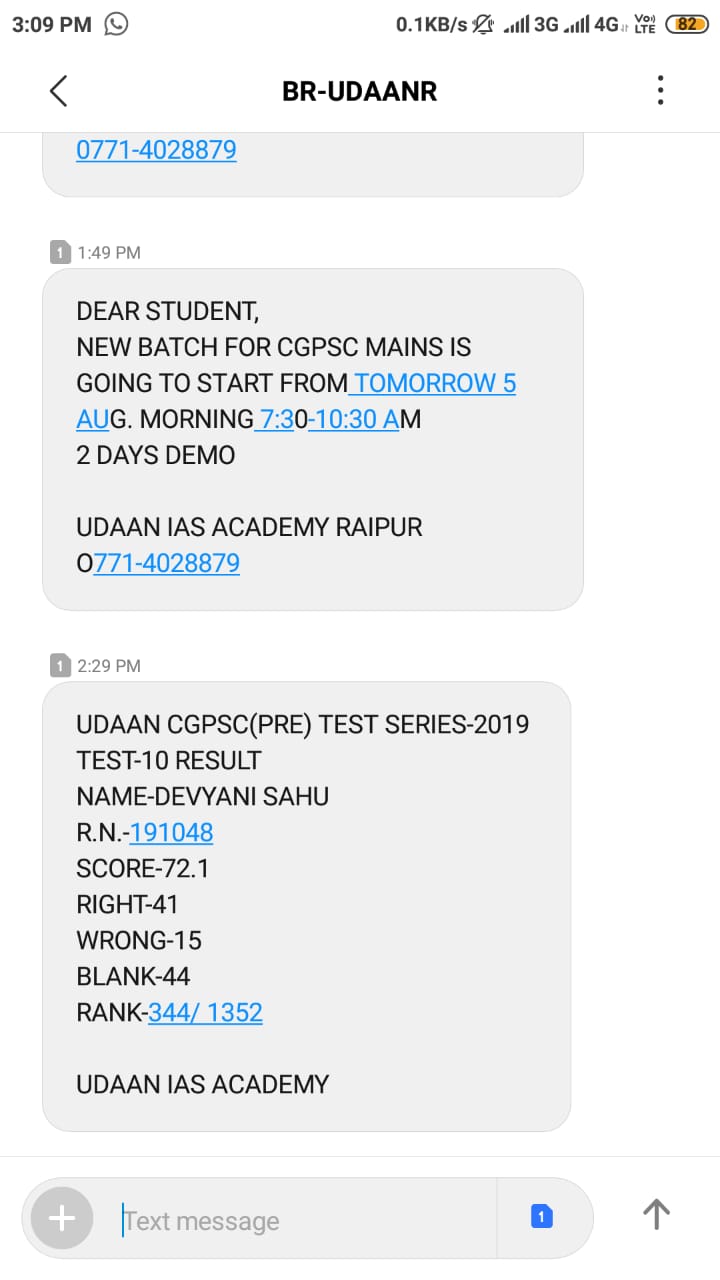 3:09 PM
0.1KB/s 3G 4G Vo)) LTE 82
BR-UDAANR
0771-4028879
1 1:49 PM
DEAR STUDENT,
NEW BATCH FOR CGPSC MAINS IS
GOING TO START FROM TOMORROW 5
AUG. MORNING 7:30-10:30 AM
2 DAYS DEMO
UDAAN IAS ACADEMY RAIPUR
O771-4028879
1 2:29 PM
UDAAN CGPSC(PRE) TEST SERIES-2019
TEST-10 RESULT
NAME-DEVYANI SAHU
R.N.-191048
SCORE-72.1
RIGHT-41
WRONG-15
BLANK-44
RANK-344/ 1352
UDAAN IAS ACADEMY
Text message
1